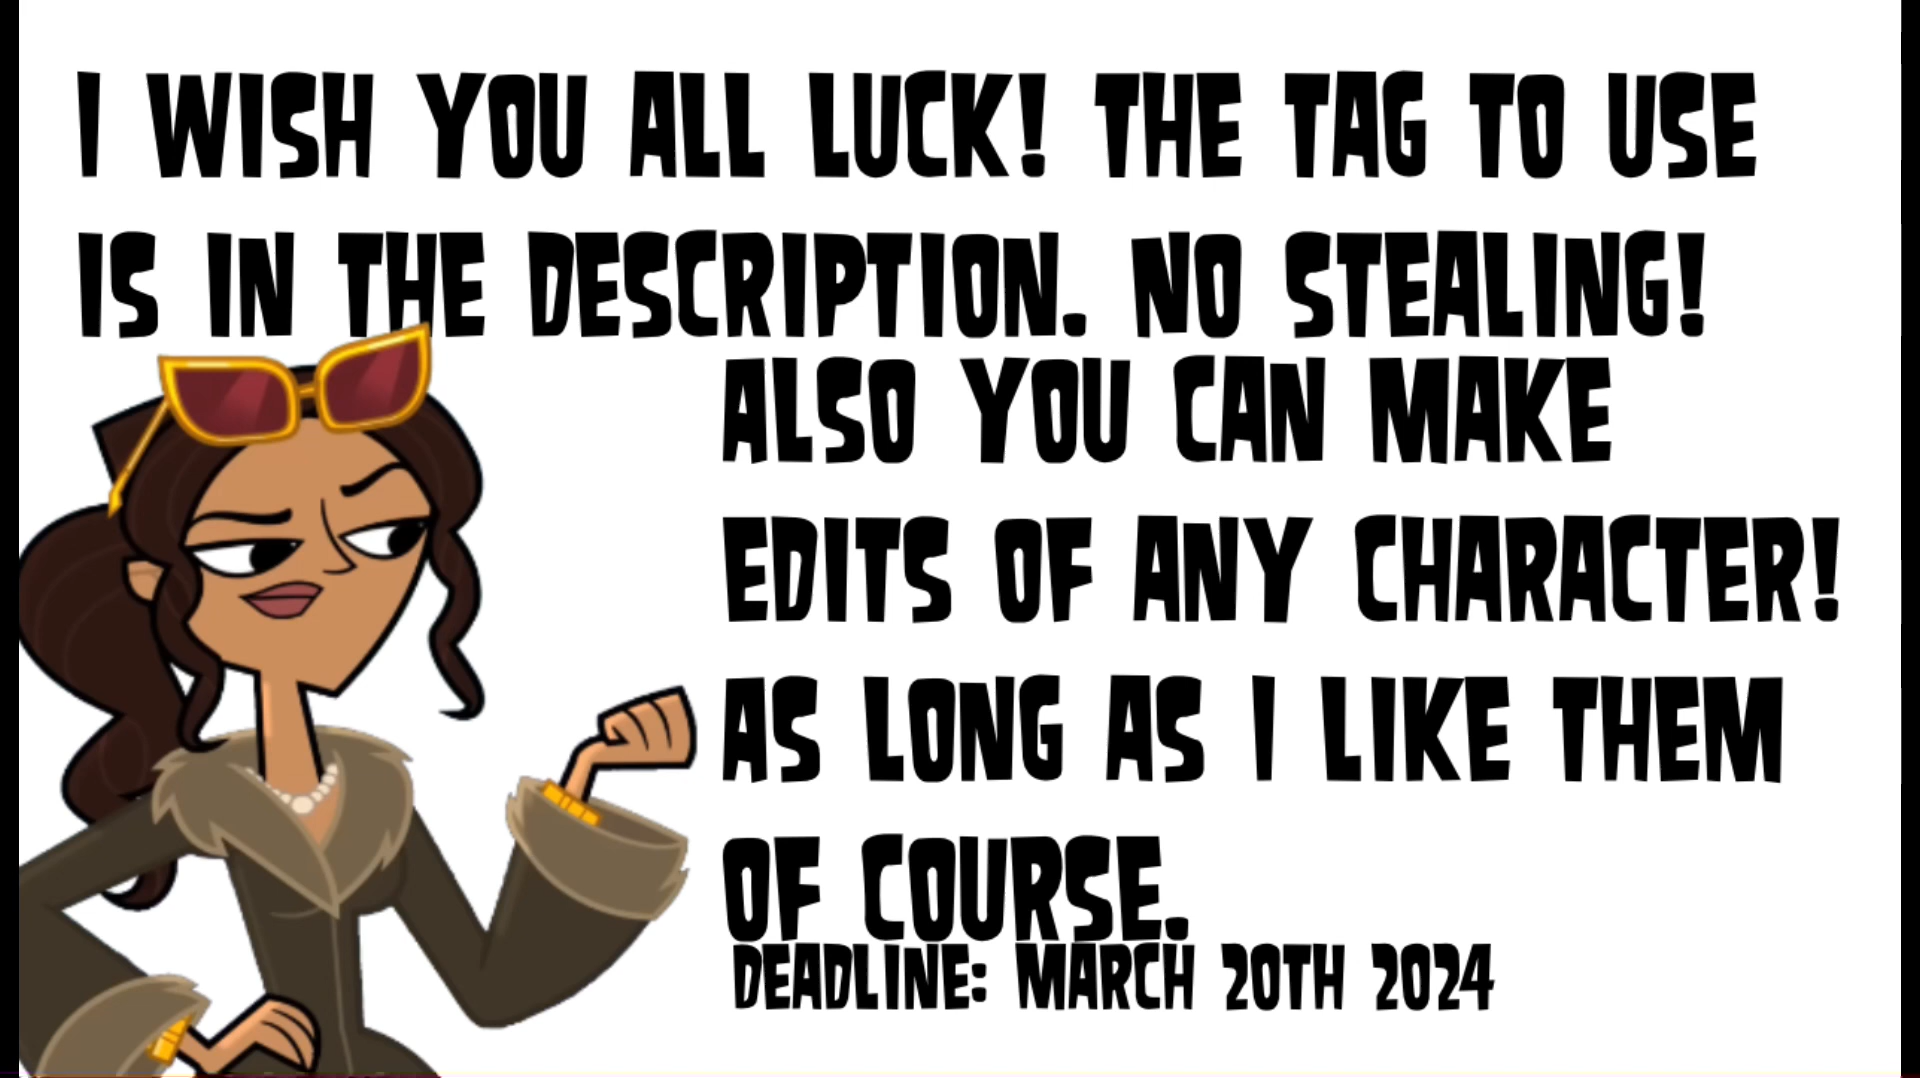 I WISH YOU ALL LUCK! THE TAG TO USE
IS IN THE DESCRIPTION. NO STEALING!
ALSO YOU CAN MAKE
EDITS OF ANY CHARACTER!
AS LONG AS I LIKE THEM
OF COURSE.
DEADLINE: MARCH 20TH 2024